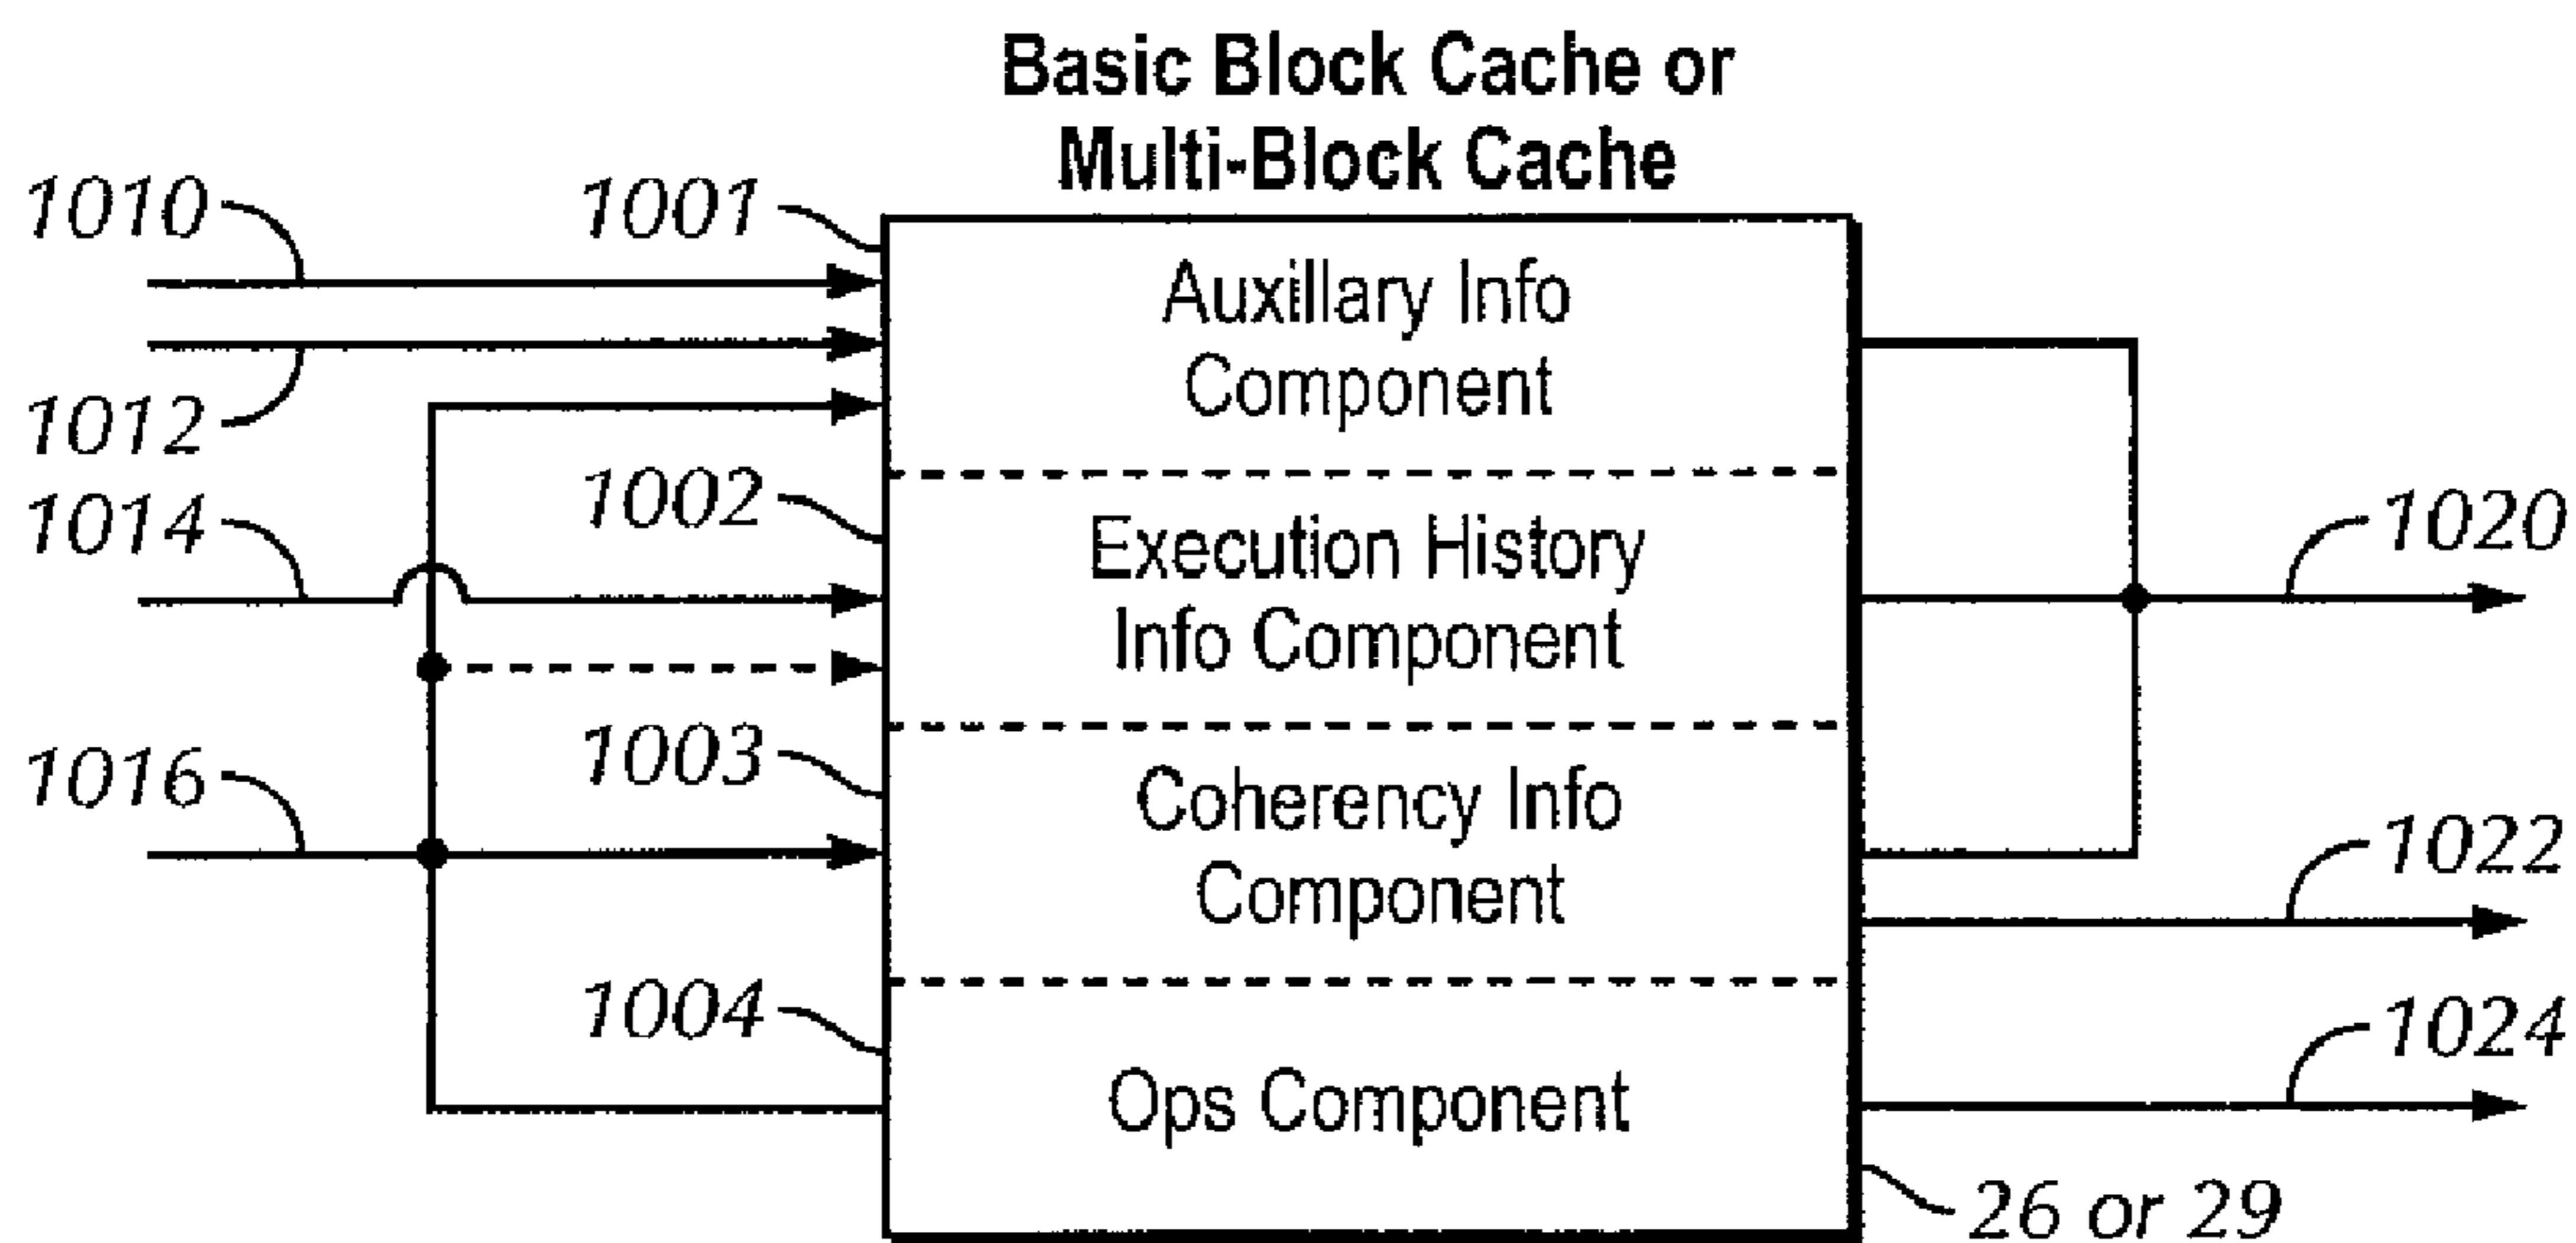 Basic Block Cache or
Multi-Block Cache
1010
1001
Auxillary Info
Component
1012
1002
1014
Execution History
Info Component
1020
1003
1016
Coherency Info
Component
1022
1004
1024
Ops Component
26 or 29